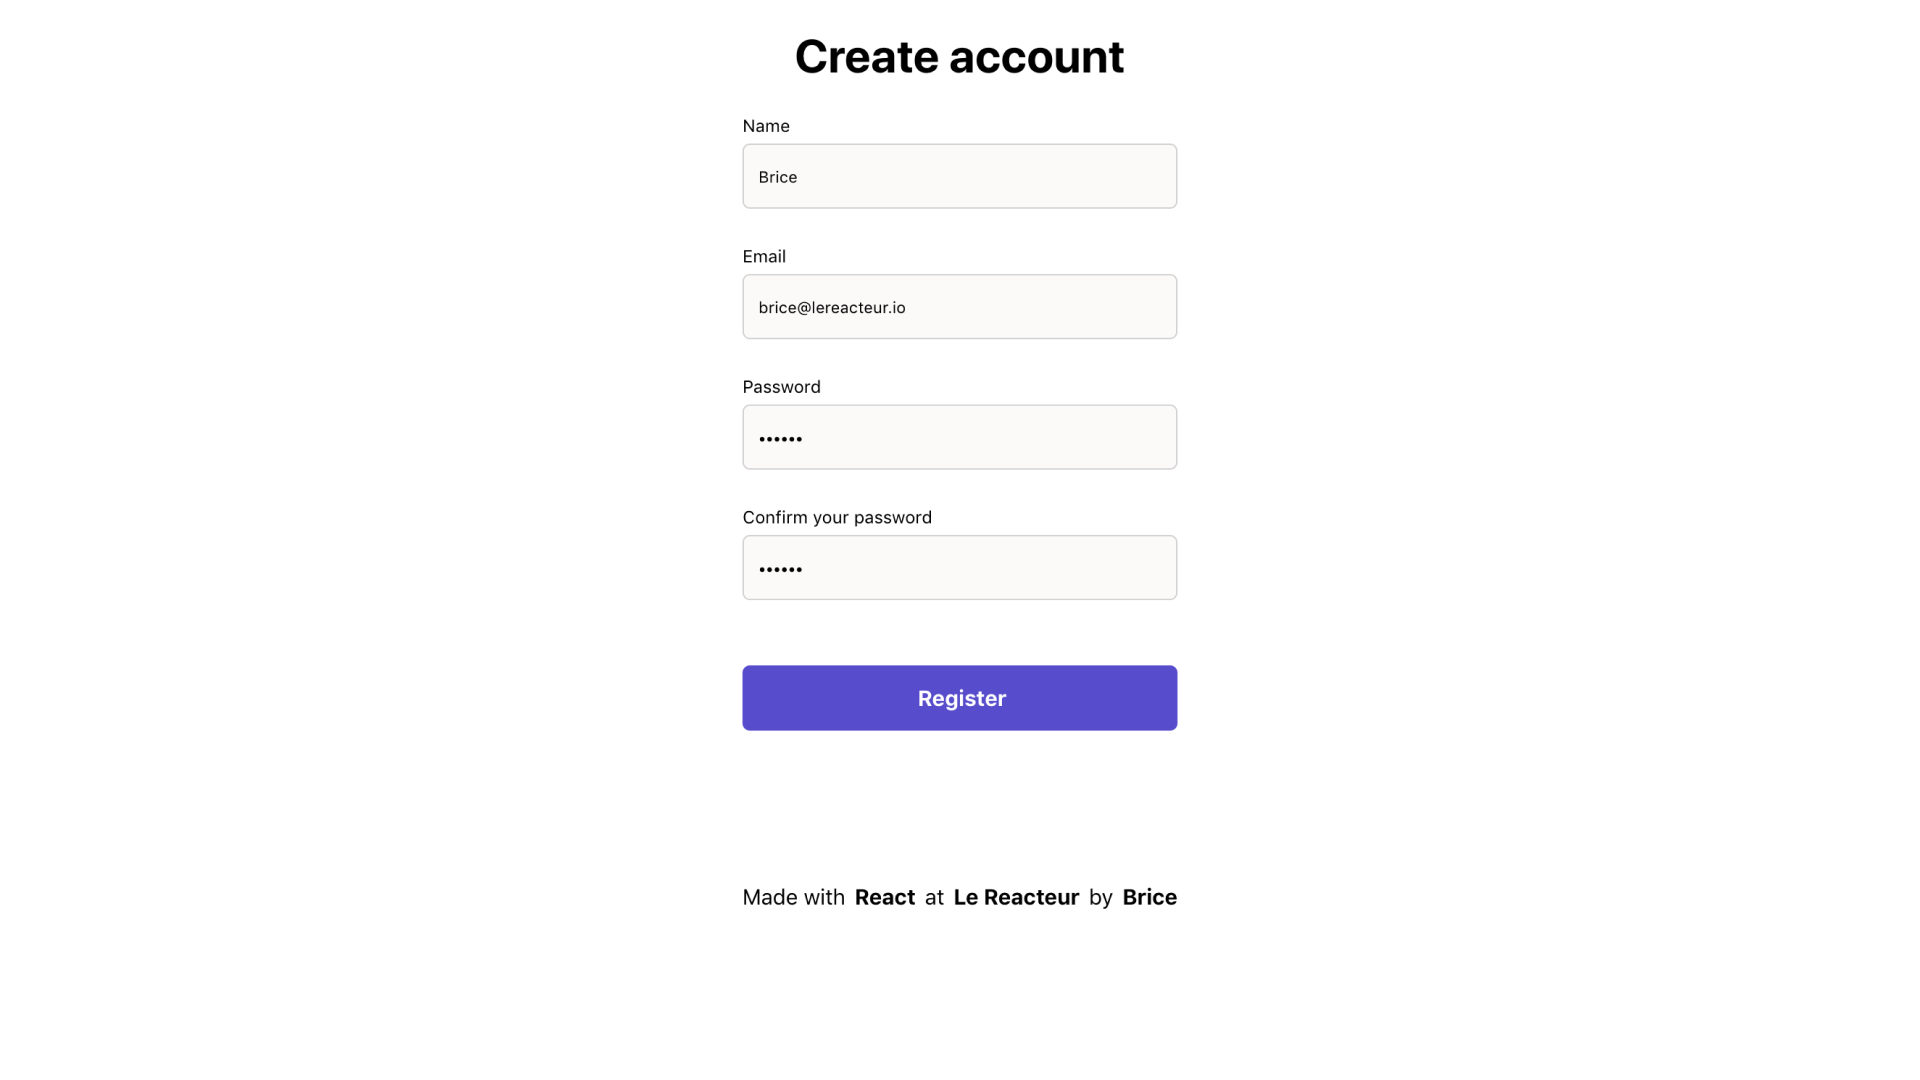 Create account
Name
Brice
Email
brice@lereacteur.io
Password
••••••
Confirm your password
••••••
Register
Made with React at Le Reacteur by Brice